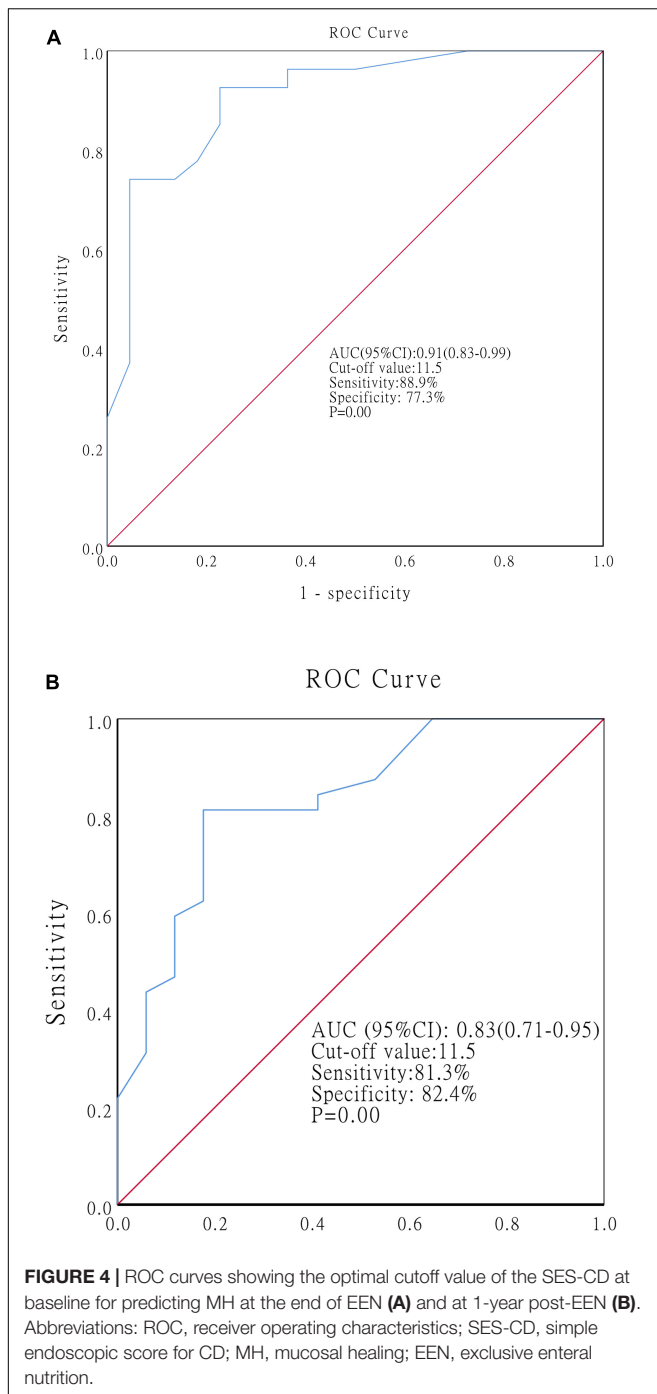 A
ROC Curve
1.0
0.8
0.6
0.4
0.2
0.0
Sensitivity
AUC(95%CI):0.91(0.83-0.99)
Cut-off value:11.5
Sensitivity:88.9%
Specificity: 77.3%
P=0.00
0.0 0.2 0.4 0.6 0.8 1.0
1 - specificity
B
ROC Curve
1.0
0.8
0.6
0.4
0.2
0.0
Sensitivity
AUC (95%CI): 0.83(0.71-0.95)
Cut-off value:11.5
Sensitivity:81.3%
Specificity: 82.4%
P=0.00
0.0 0.2 0.4 0.6 0.8 1.0
FIGURE 4 | ROC curves showing the optimal cutoff value of the SES-CD at
baseline for predicting MH at the end of EEN (A) and at 1-year post-EEN (B).
Abbreviations: ROC, receiver operating characteristics; SES-CD, simple
endoscopic score for CD; MH, mucosal healing; EEN, exclusive enteral
nutrition.